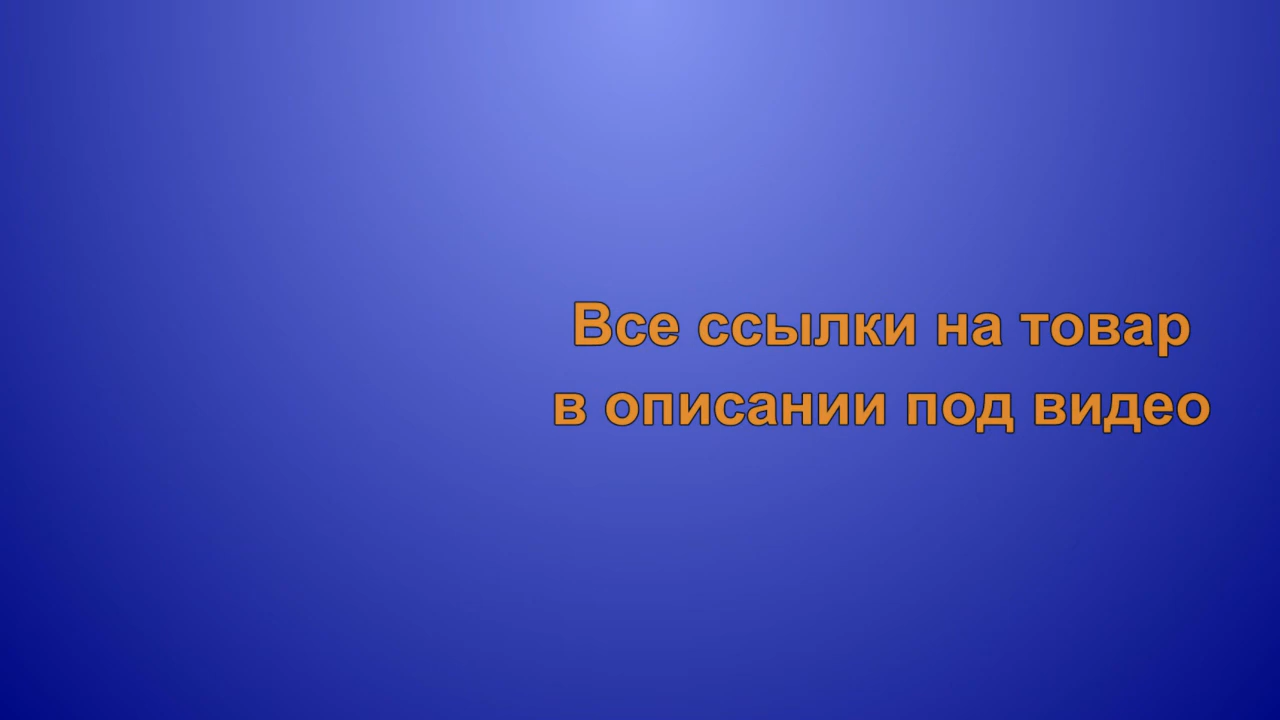 Все ссылки на товар
в описании под видео